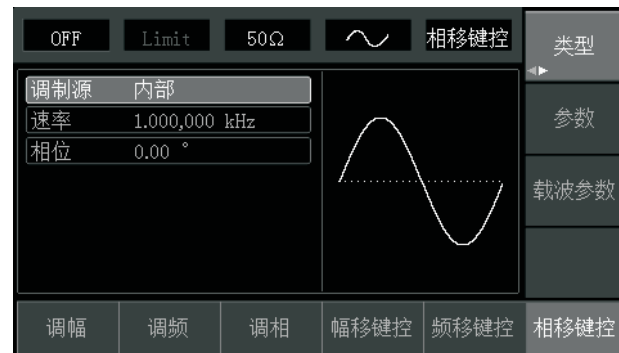 OFF Limit 50Ω 相移键控 类型
调制源 内部
速率 1.000,000 kHz 参数
相位 0.00 °
载波参数
调幅 调频 调相 幅移键控 频移键控 相移键控